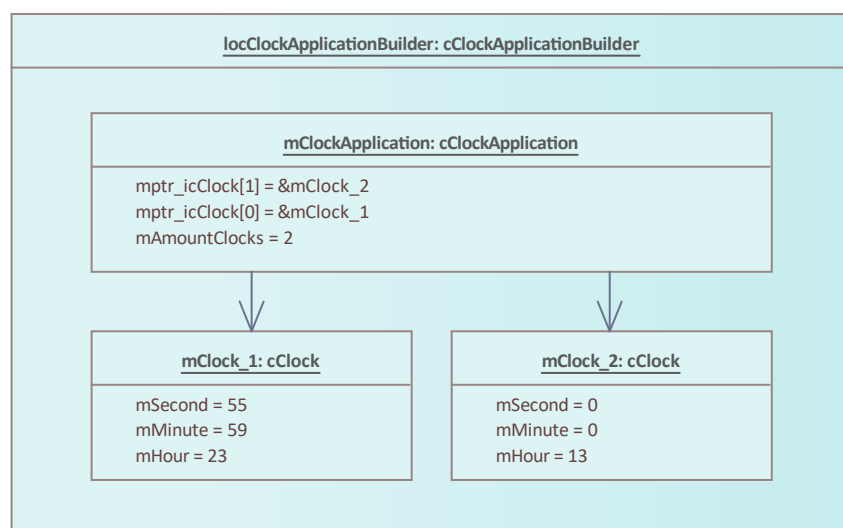 locClockApplicationBuilder: cClockApplicationBuilder
mClockApplication: cClockApplication
mptr_icClock[1] = &mClock_2
mptr_icClock[0] = &mClock_1
mAmountClocks = 2
mClock_1: cClock
mSecond = 55
mMinute = 59
mHour = 23
mClock_2: cClock
mSecond = 0
mMinute = 0
mHour = 13